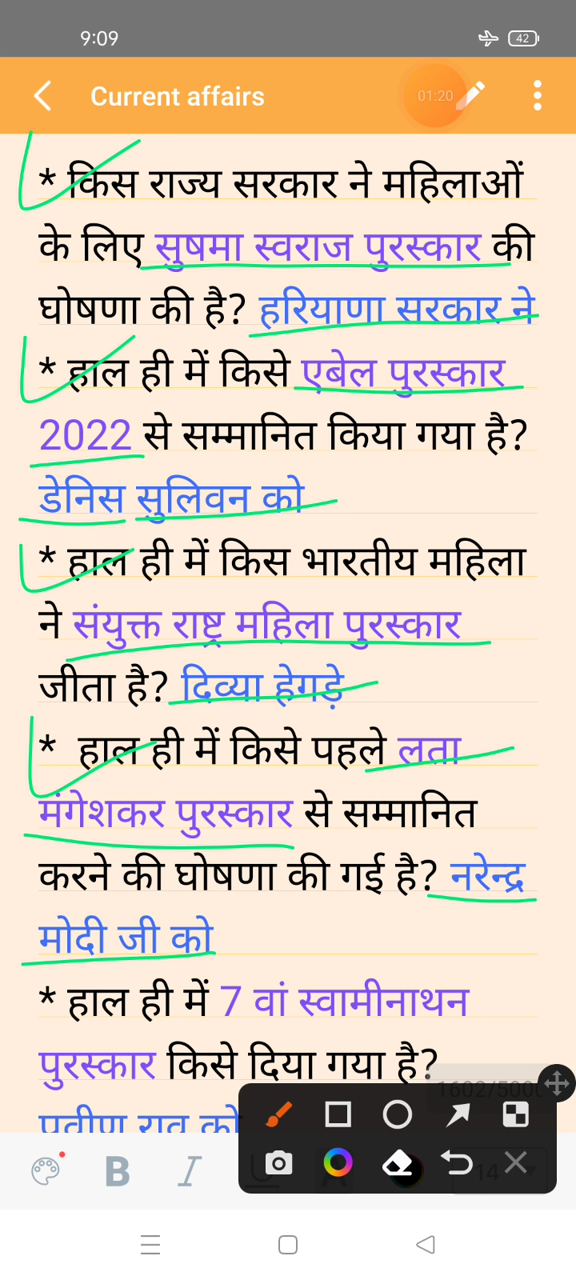 9:09
42
Current affairs
01:20
* किस राज्य सरकार ने महिलाओं
के लिए सुषमा स्वराज पुरस्कार की
घोषणा की है? हरियाणा सरकार ने
* हाल ही में किसे एबेल पुरस्कार
2022 से सम्मानित किया गया है?
डेनिस सुलिवन को
* हाल ही में किस भारतीय महिला
ने संयुक्त राष्ट्र महिला पुरस्कार
जीता है? दिव्या हेगड़े
* हाल ही में किसे पहले लता
मंगेशकर पुरस्कार से सम्मानित
करने की घोषणा की गई है? नरेन्द्र
मोदी जी को
* हाल ही में 7 वां स्वामीनाथन
पुरस्कार किसे दिया गया है?
प्रवीण राव को
B I U 14